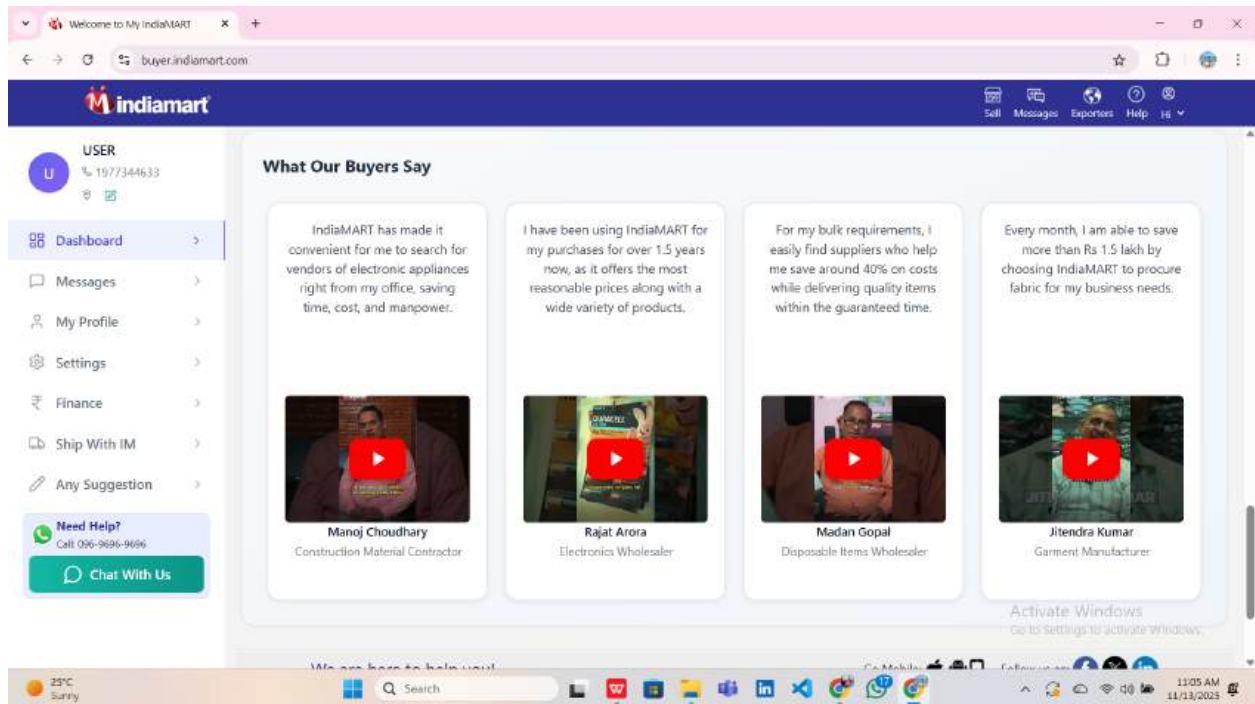 Welcome to My IndiaMART
buyer.indiamart.com
indiamart
Sell
Messages
Exporters
Help
Hi
USER
U
1977344633
Dashboard
Messages
My Profile
Settings
Finance
Ship With IM
Any Suggestion
Need Help?
Call 096-9696-9696
Chat With Us
What Our Buyers Say
IndiaMART has made it
convenient for me to search for
vendors of electronic appliances
right from my office, saving
time, cost, and manpower.
Manoj Choudhary
Construction Material Contractor
I have been using IndiaMART for
my purchases for over 1.5 years
now, as it offers the most
reasonable prices along with a
wide variety of products.
Rajat Arora
Electronics Wholesaler
For my bulk requirements, I
easily find suppliers who help
me save around 40% on costs
while delivering quality items
within the guaranteed time.
Madan Gopal
Disposable Items Wholesaler
Every month, I am able to save
more than Rs 1.5 lakh by
choosing IndiaMART to procure
fabric for my business needs.
Jitendra Kumar
Garment Manufacturer
Activate Windows
Go to Settings to activate Windows.
We are here to help you!
Go Mobile:
Follow us on:
25°C
Sunny
Search
17
11:05 AM
11/13/2025